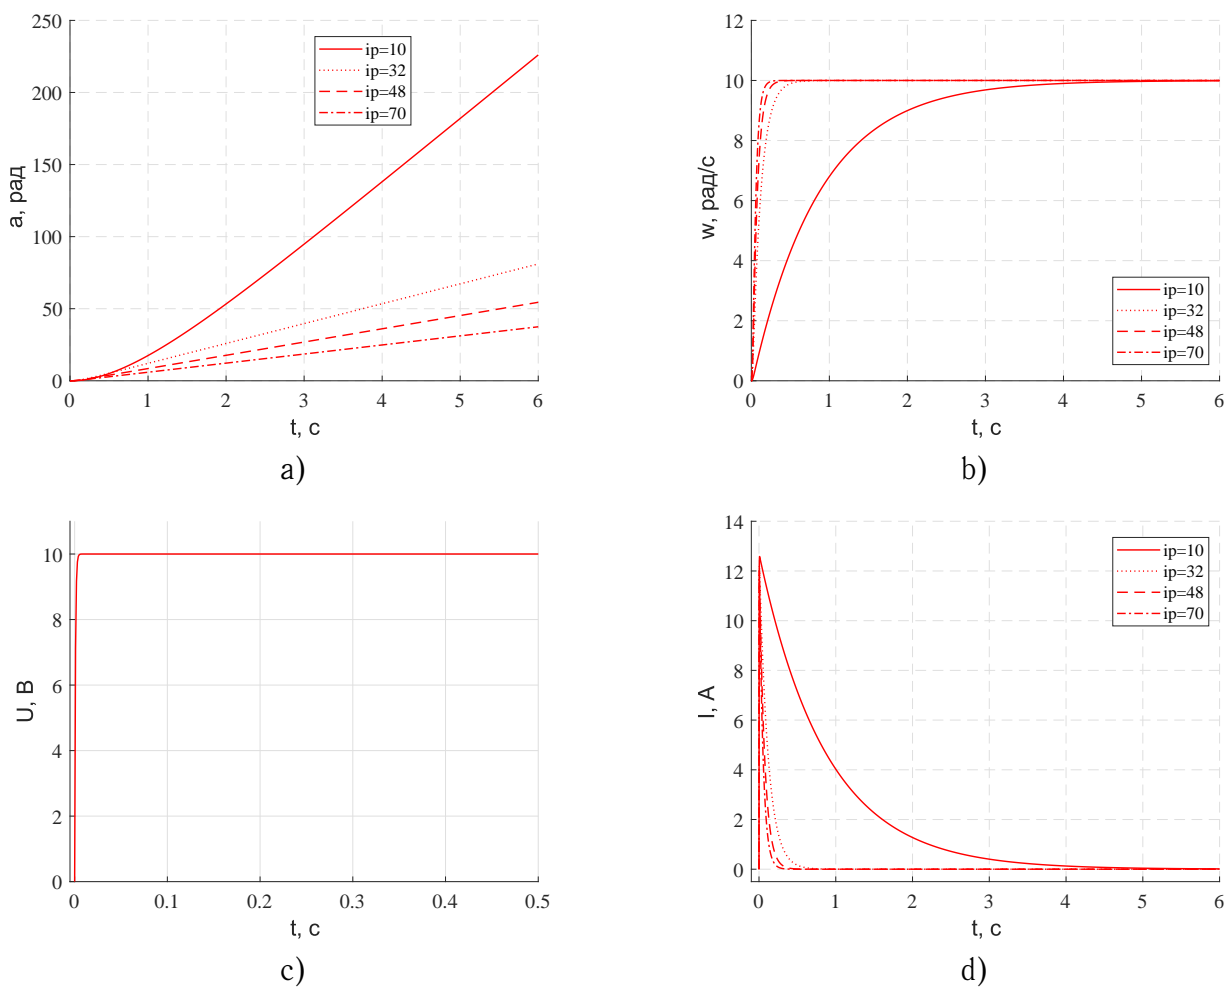 250
200
150
100
50
0
0 1 2 3 4 5 6
a, рад
t, c
ip=10
ip=32
ip=48
ip=70
a)
12
10
8
6
4
2
0
0 1 2 3 4 5 6
w, рад/c
t, c
ip=10
ip=32
ip=48
ip=70
b)
10
8
6
4
2
0
0 0.1 0.2 0.3 0.4 0.5
U, B
t, c
c)
14
12
10
8
6
4
2
0
0 1 2 3 4 5 6
I, A
t, c
ip=10
ip=32
ip=48
ip=70
d)